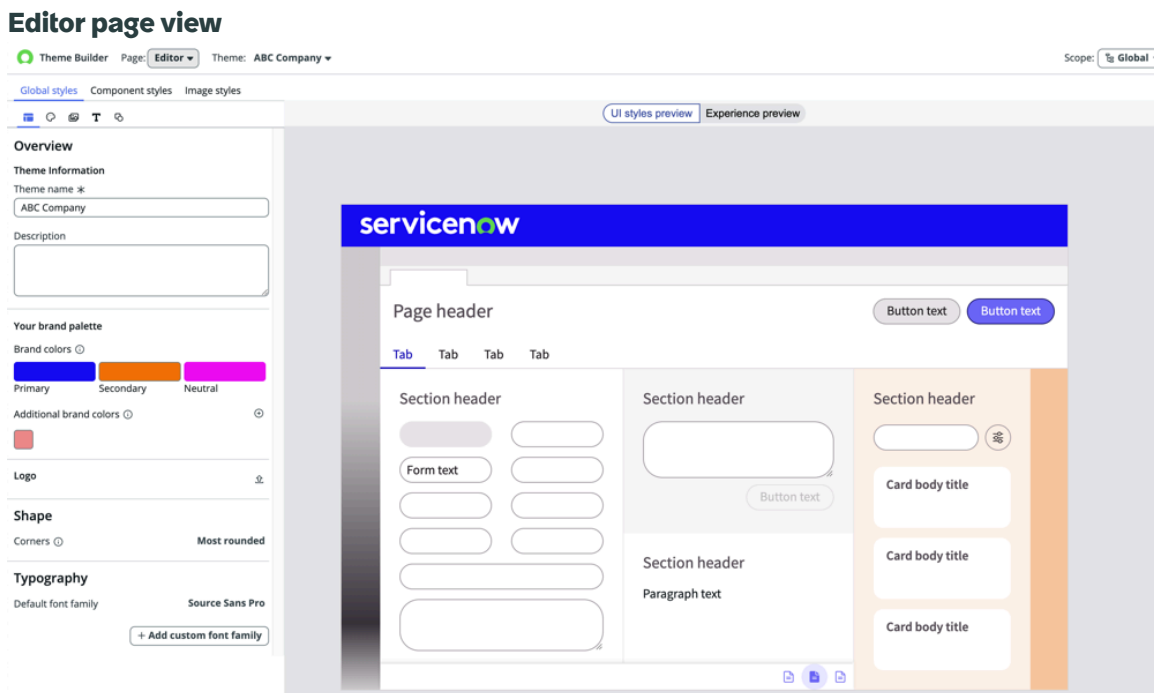 Editor page view
Theme Builder Page: Editor Theme: ABC Company Scope: Global
Global styles Component styles Image styles
UI styles preview Experience preview
T
Overview
Theme Information
Theme name *
ABC Company
Description
Your brand palette
Brand colors
Primary Secondary Neutral
Additional brand colors
Logo
Shape
Corners Most rounded
Typography
Default font family Source Sans Pro
+ Add custom font family
servicenow
Page header Button text Button text
Tab Tab Tab Tab
Section header
Form text
Section header
Button text
Section header
Paragraph text
Section header
Card body title
Card body title
Card body title